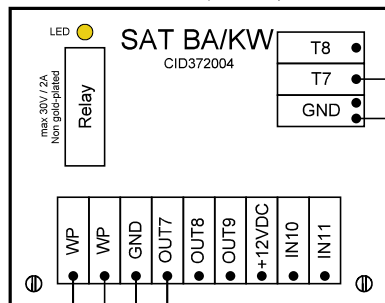 LED
SAT BA/KW
CID372004
max 30V / 2A
Non gold-plated
Relay
T8
T7
GND
WP
WP
GND
OUT7
OUT8
OUT9
+12VDC
IN10
IN11